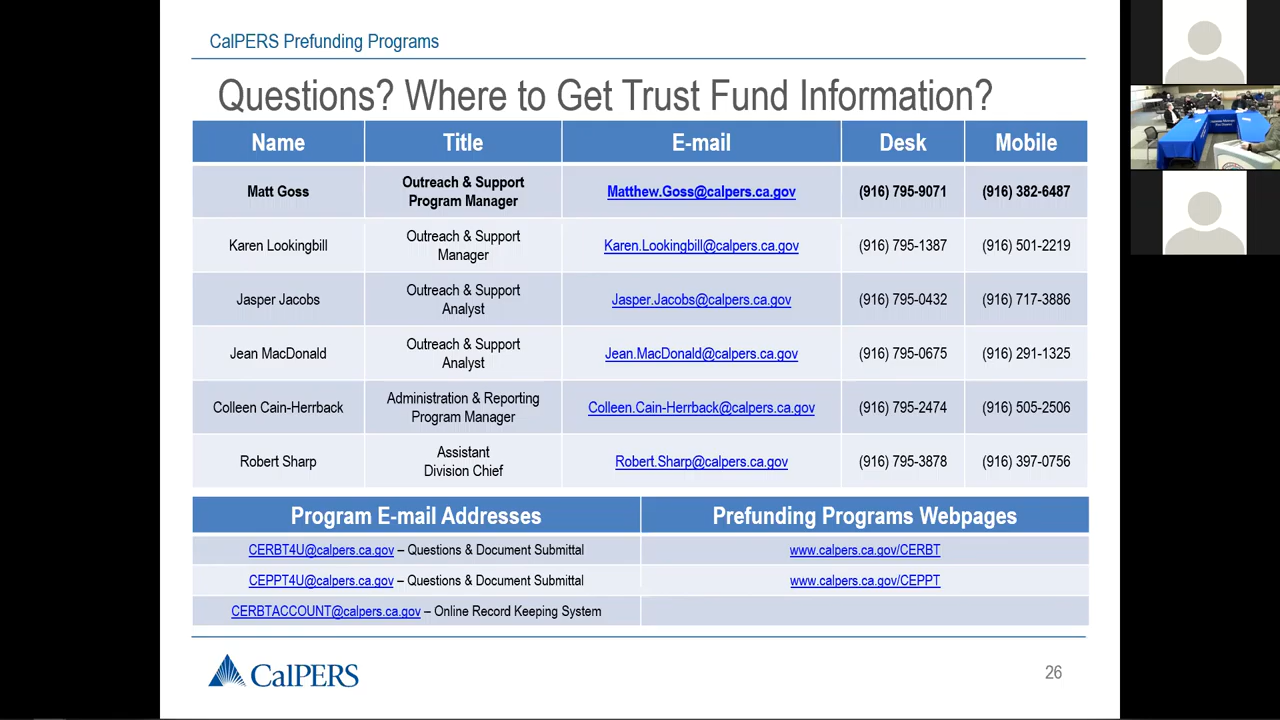 CalPERS Prefunding Programs
Questions? Where to Get Trust Fund Information?
Name Title E-mail Desk Mobile
Matt Goss Outreach & Support Program Manager Matthew.Goss@calpers.ca.gov (916) 795-9071 (916) 382-6487
Karen Lookingbill Outreach & Support Manager Karen.Lookingbill@calpers.ca.gov (916) 795-1387 (916) 501-2219
Jasper Jacobs Outreach & Support Analyst Jasper.Jacobs@calpers.ca.gov (916) 795-0432 (916) 717-3886
Jean MacDonald Outreach & Support Analyst Jean.MacDonald@calpers.ca.gov (916) 795-0675 (916) 291-1325
Colleen Cain-Herrback Administration & Reporting Program Manager Colleen.Cain-Herrback@calpers.ca.gov (916) 795-2474 (916) 505-2506
Robert Sharp Assistant Division Chief Robert.Sharp@calpers.ca.gov (916) 795-3878 (916) 397-0756
Program E-mail Addresses Prefunding Programs Webpages
CERBT4U@calpers.ca.gov – Questions & Document Submittal www.calpers.ca.gov/CERBT
CEPPT4U@calpers.ca.gov – Questions & Document Submittal www.calpers.ca.gov/CEPPT
CERBTACCOUNT@calpers.ca.gov – Online Record Keeping System
CalPERS
26